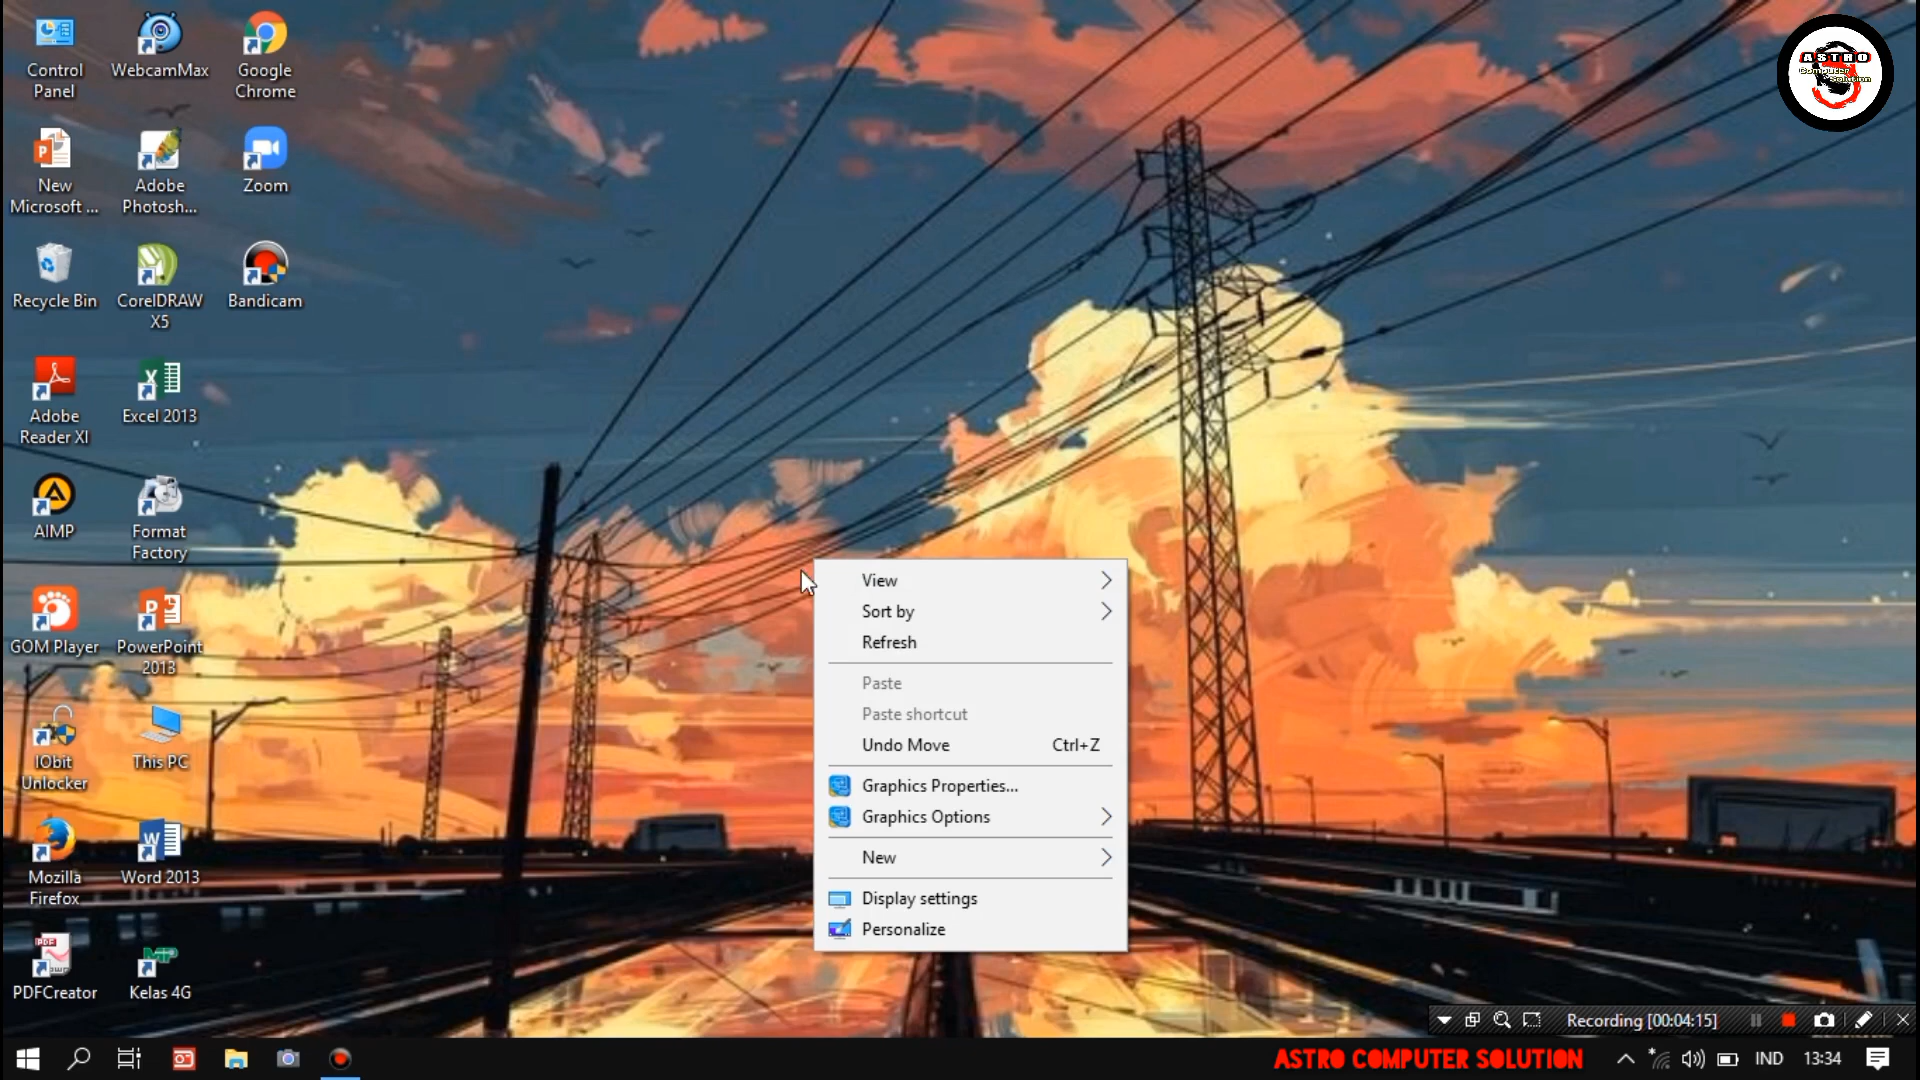 Control
Panel
WebcamMax
Google
Chrome
ASTRO
Computer
Solution
New
Microsoft ...
Adobe
Photosh...
Zoom
Recycle Bin
CorelDRAW
X5
Bandicam
Adobe
Reader XI
Excel 2013
AIMP
Format
Factory
GOM Player
PowerPoint
2013
IObit
Unlocker
This PC
Mozilla
Firefox
Word 2013
PDFCreator
Kelas 4G
View
Sort by
Refresh
Paste
Paste shortcut
Undo Move Ctrl+Z
Graphics Properties...
Graphics Options
New
Display settings
Personalize
Recording [00:04:15]
ASTRO COMPUTER SOLUTION
IND
13:34